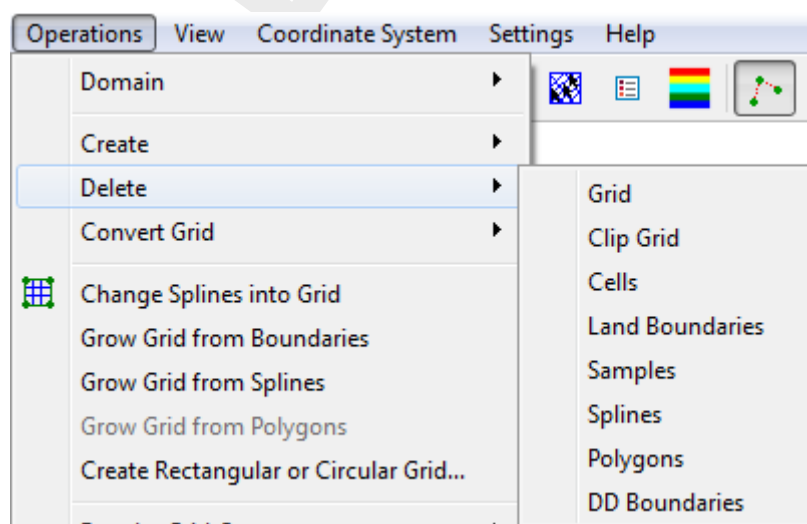 Operations View Coordinate System Settings Help
Domain
Create
Delete
Convert Grid
Change Splines into Grid
Grow Grid from Boundaries
Grow Grid from Splines
Grow Grid from Polygons
Create Rectangular or Circular Grid...
Grid
Clip Grid
Cells
Land Boundaries
Samples
Splines
Polygons
DD Boundaries